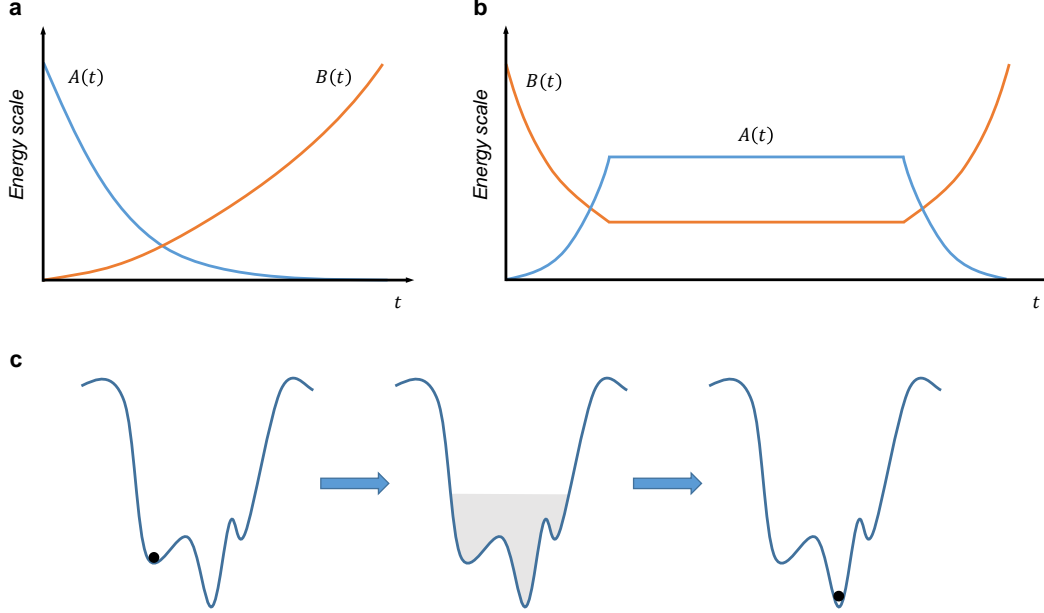 a
A(t)
B(t)
Energy scale
t
b
B(t)
A(t)
Energy scale
t
c